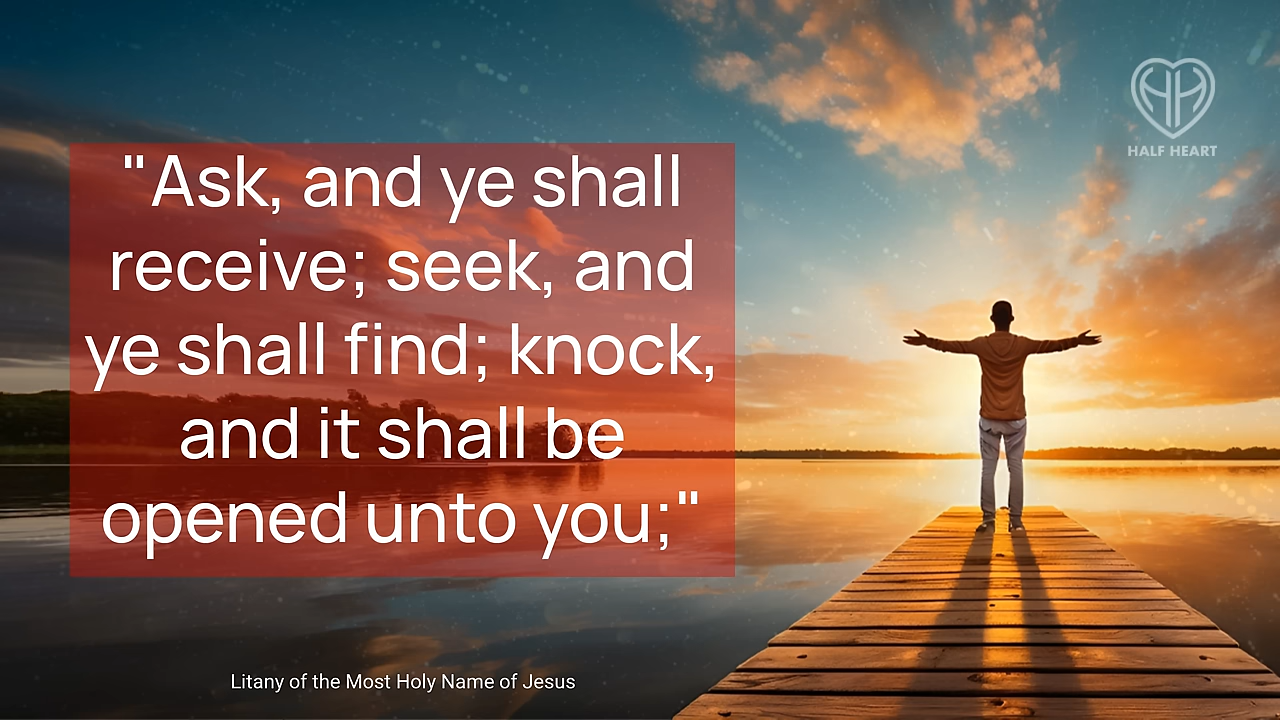 "Ask, and ye shall
receive; seek, and
ye shall find; knock,
and it shall be
opened unto you;"
HALF HEART
Litany of the Most Holy Name of Jesus